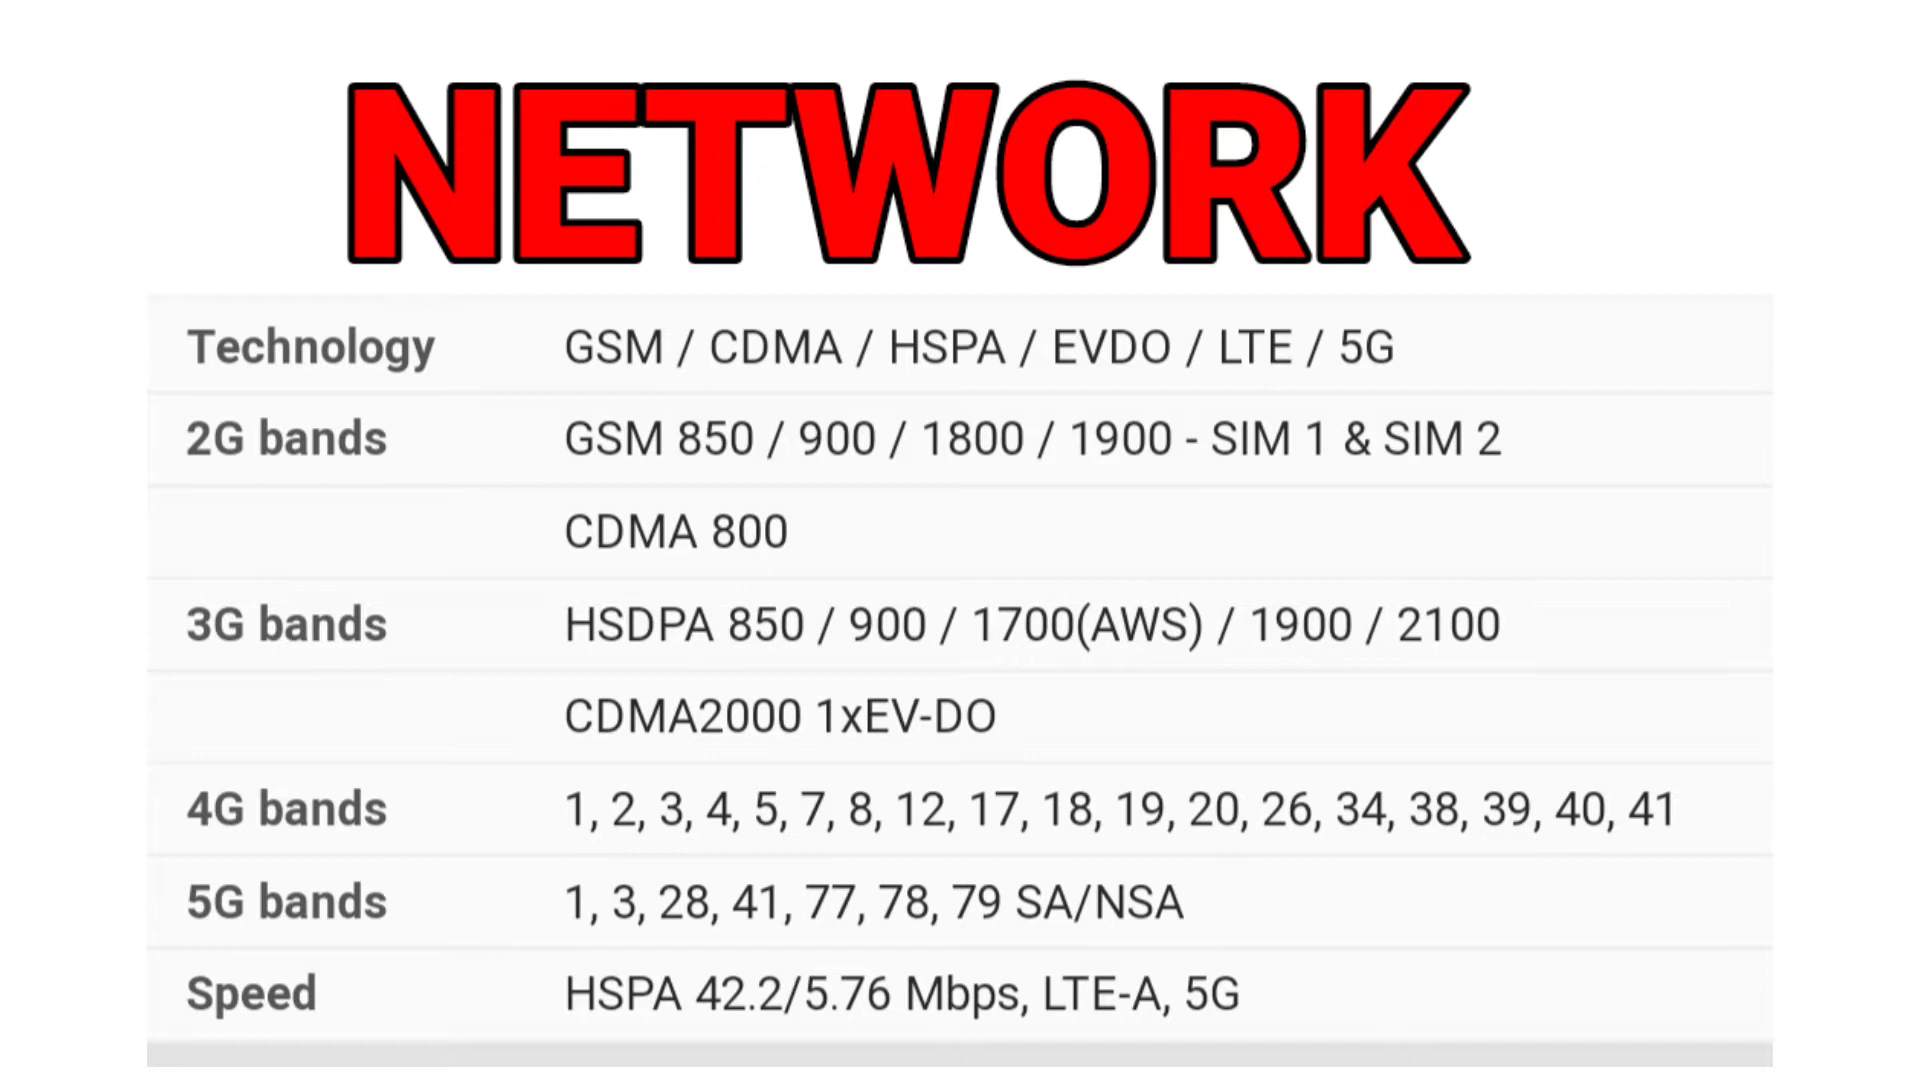 NETWORK
Technology GSM / CDMA / HSPA / EVDO / LTE / 5G
2G bands GSM 850 / 900 / 1800 / 1900 - SIM 1 & SIM 2
CDMA 800
3G bands HSDPA 850 / 900 / 1700(AWS) / 1900 / 2100
CDMA2000 1xEV-DO
4G bands 1, 2, 3, 4, 5, 7, 8, 12, 17, 18, 19, 20, 26, 34, 38, 39, 40, 41
5G bands 1, 3, 28, 41, 77, 78, 79 SA/NSA
Speed HSPA 42.2/5.76 Mbps, LTE-A, 5G